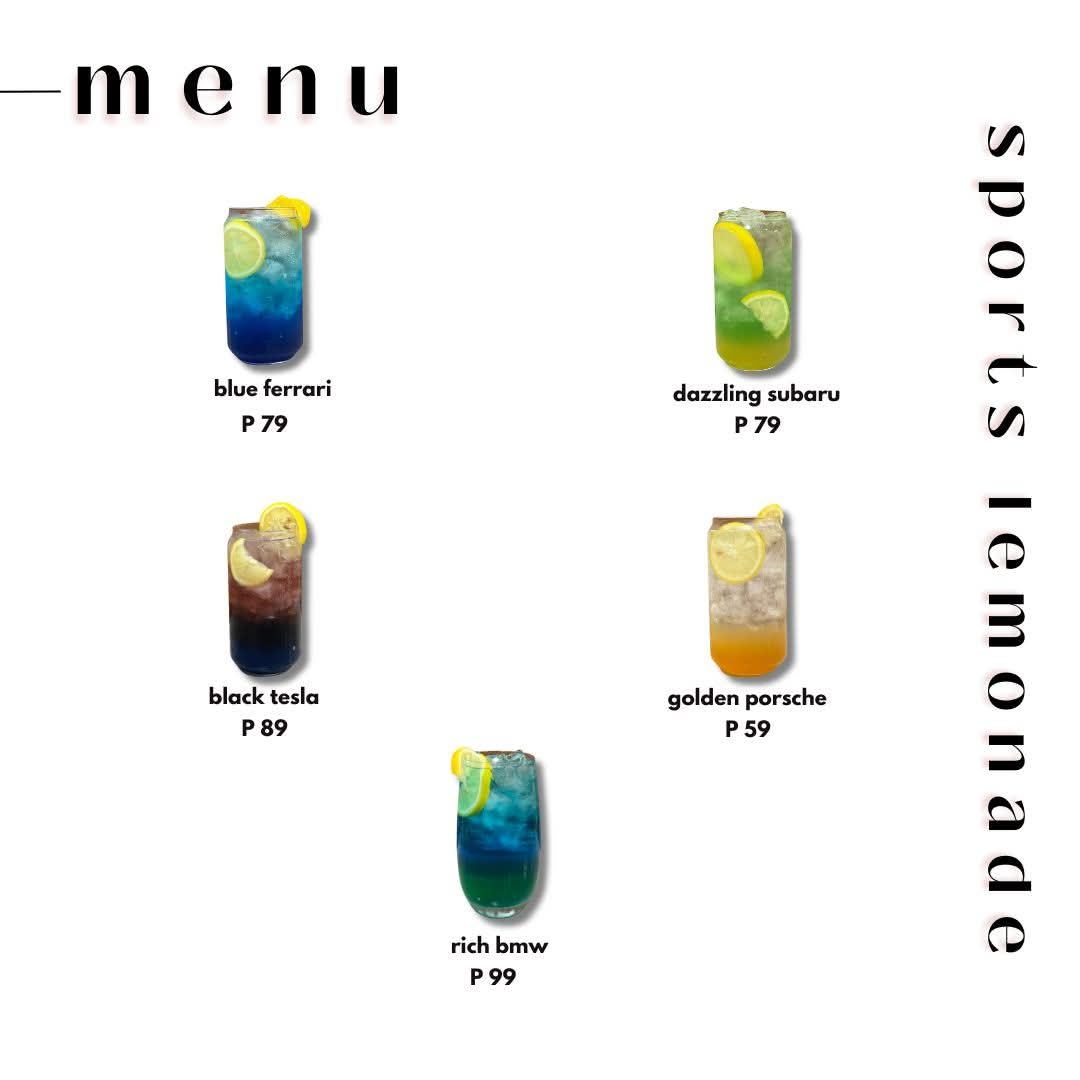 menu
sports lemonade
blue ferrari
P 79
dazzling subaru
P 79
black tesla
P 89
golden porsche
P 59
rich bmw
P 99